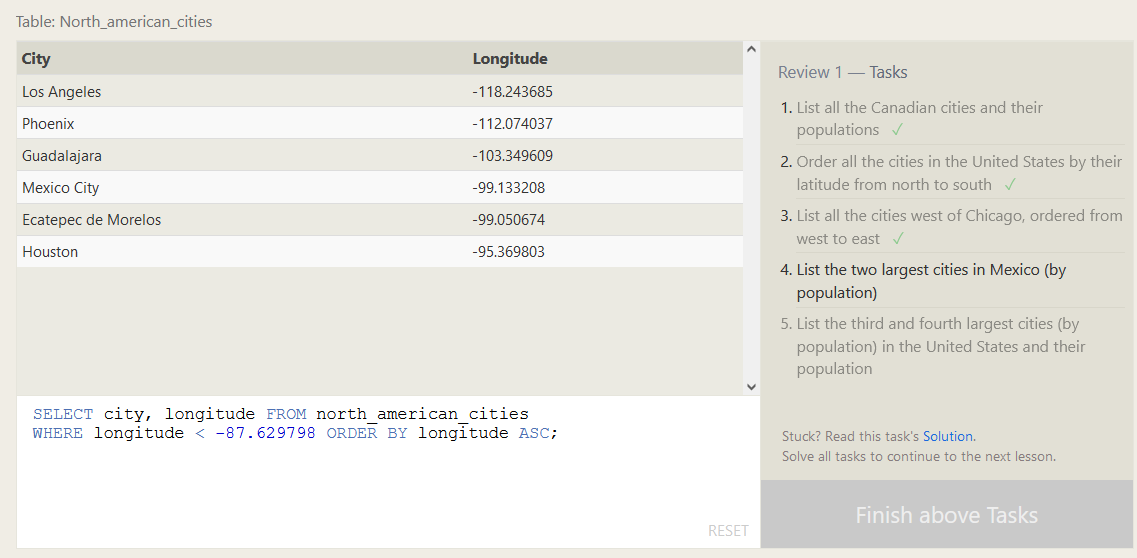 Table: North_american_cities
City Longitude
Los Angeles -118.243685
Phoenix -112.074037
Guadalajara -103.349609
Mexico City -99.133208
Ecatepec de Morelos -99.050674
Houston -95.369803
SELECT city, longitude FROM north_american_cities
WHERE longitude < -87.629798 ORDER BY longitude ASC;
RESET
Review 1 — Tasks
1. List all the Canadian cities and their
populations ✓
2. Order all the cities in the United States by their
latitude from north to south ✓
3. List all the cities west of Chicago, ordered from
west to east ✓
4. List the two largest cities in Mexico (by
population)
5. List the third and fourth largest cities (by
population) in the United States and their
population
Stuck? Read this task's Solution.
Solve all tasks to continue to the next lesson.
Finish above Tasks